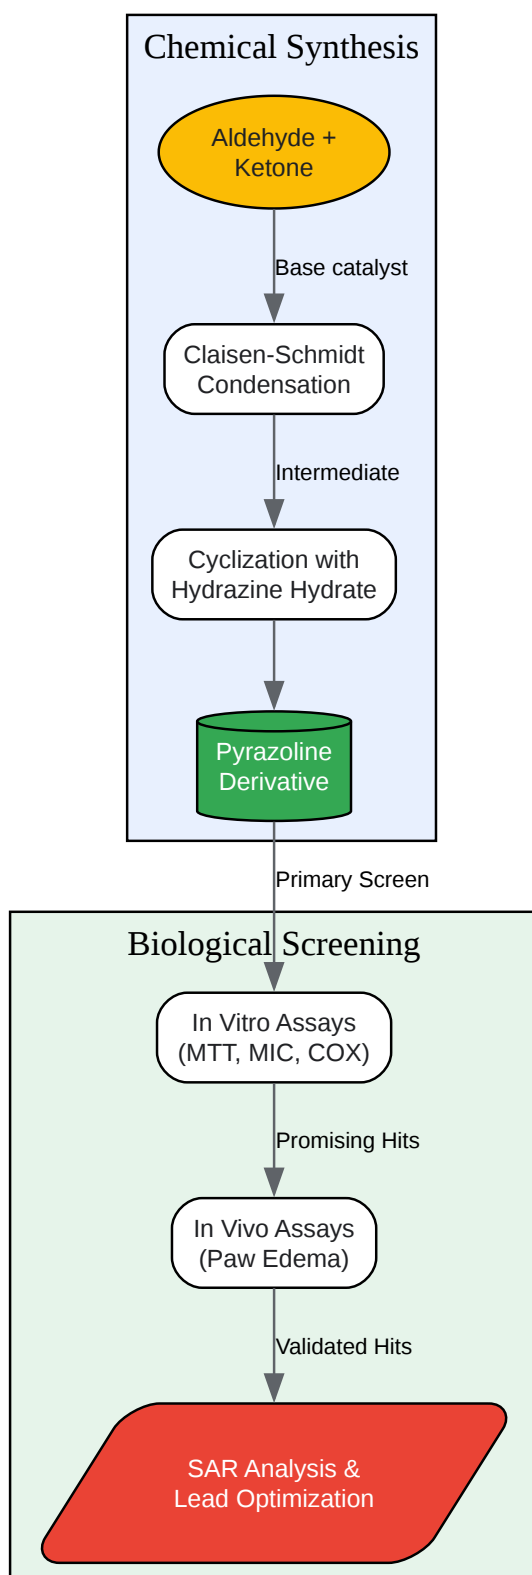 Chemical Synthesis
Aldehyde +
Ketone
Base catalyst
Claisen-Schmidt
Condensation
Intermediate
Cyclization with
Hydrazine Hydrate
Pyrazoline
Derivative
Primary Screen
Biological Screening
In Vitro Assays
(MTT, MIC, COX)
Promising Hits
In Vivo Assays
(Paw Edema)
Validated Hits
SAR Analysis &
Lead Optimization